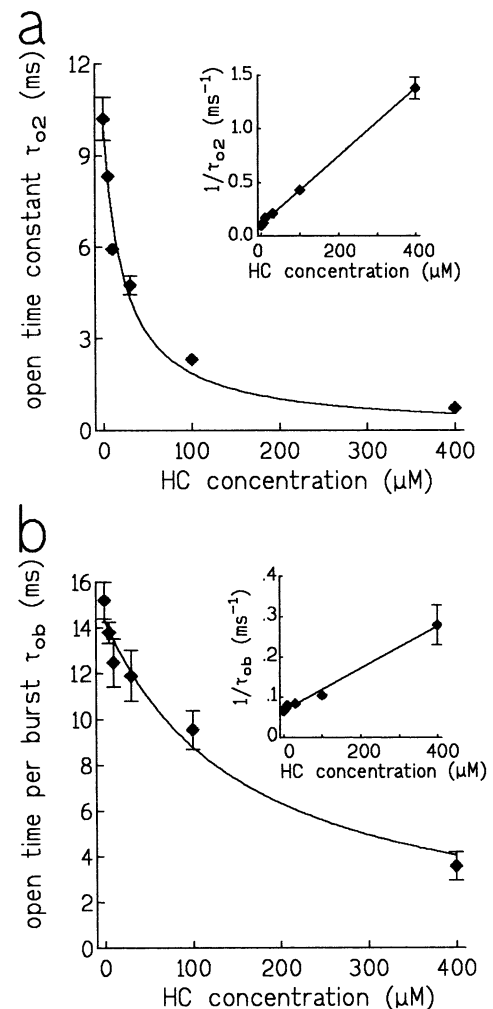 a
open time constant τo2 (ms)
12
9
6
3
0
0 100 200 300 400
HC concentration (μM)
1/τo2 (ms⁻¹)
1.5
1.0
0.5
0.0
0 200 400
HC concentration (μM)
b
open time per burst τob (ms)
16
14
12
10
8
6
4
2
0
0 100 200 300 400
HC concentration (μM)
1/τob (ms⁻¹)
.4
.3
.2
.1
0
0 200 400
HC concentration (μM)